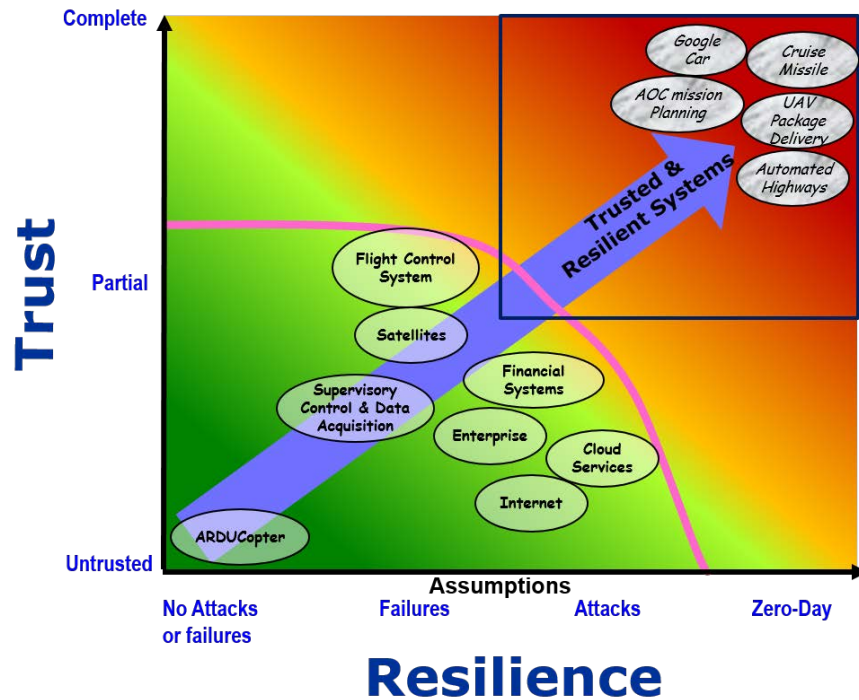 Complete
Google
Car
Cruise
Missile
AOC mission
Planning
UAV
Package
Delivery
Automated
Highways
Trusted &
Resilient Systems
Trust
Partial
Flight Control
System
Satellites
Financial
Systems
Supervisory
Control & Data
Acquisition
Enterprise
Cloud
Services
Internet
ARDUCopter
Untrusted
Assumptions
No Attacks
or failures
Failures
Attacks
Zero-Day
Resilience